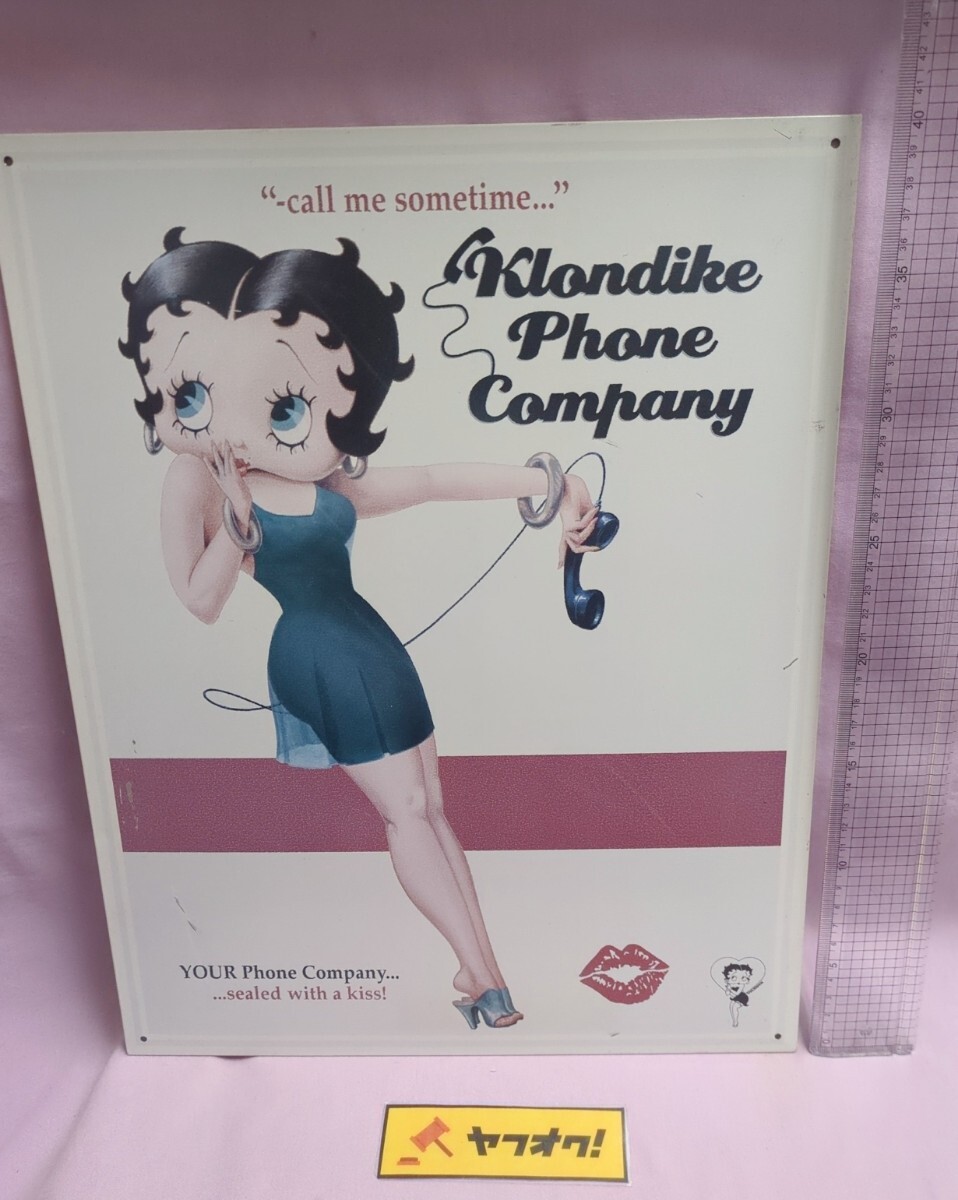 “-call me sometime...”
Klondike
Phone
Company
YOUR Phone Company...
...sealed with a kiss!
ヤフオク!